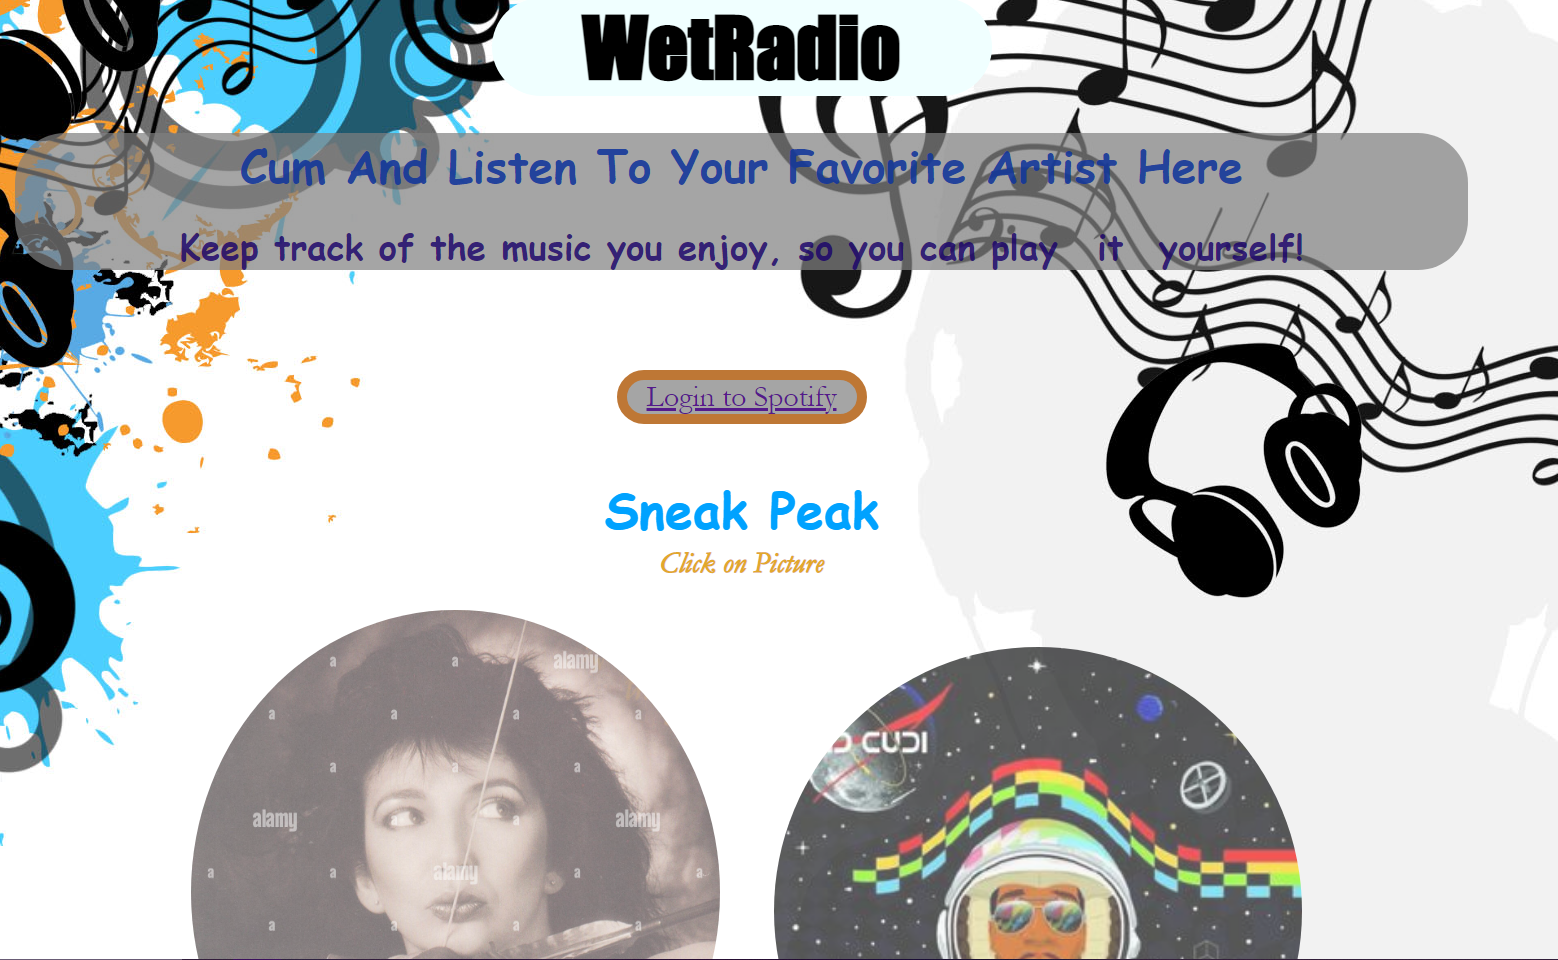 WetRadio
Cum And Listen To Your Favorite Artist Here
Keep track of the music you enjoy, so you can play it yourself!
Login to Spotify
Sneak Peak
Click on Picture
a a alamy
a a a a
D CUDI
a a a
alamy a a alamy
a a alamy a a
a a a a